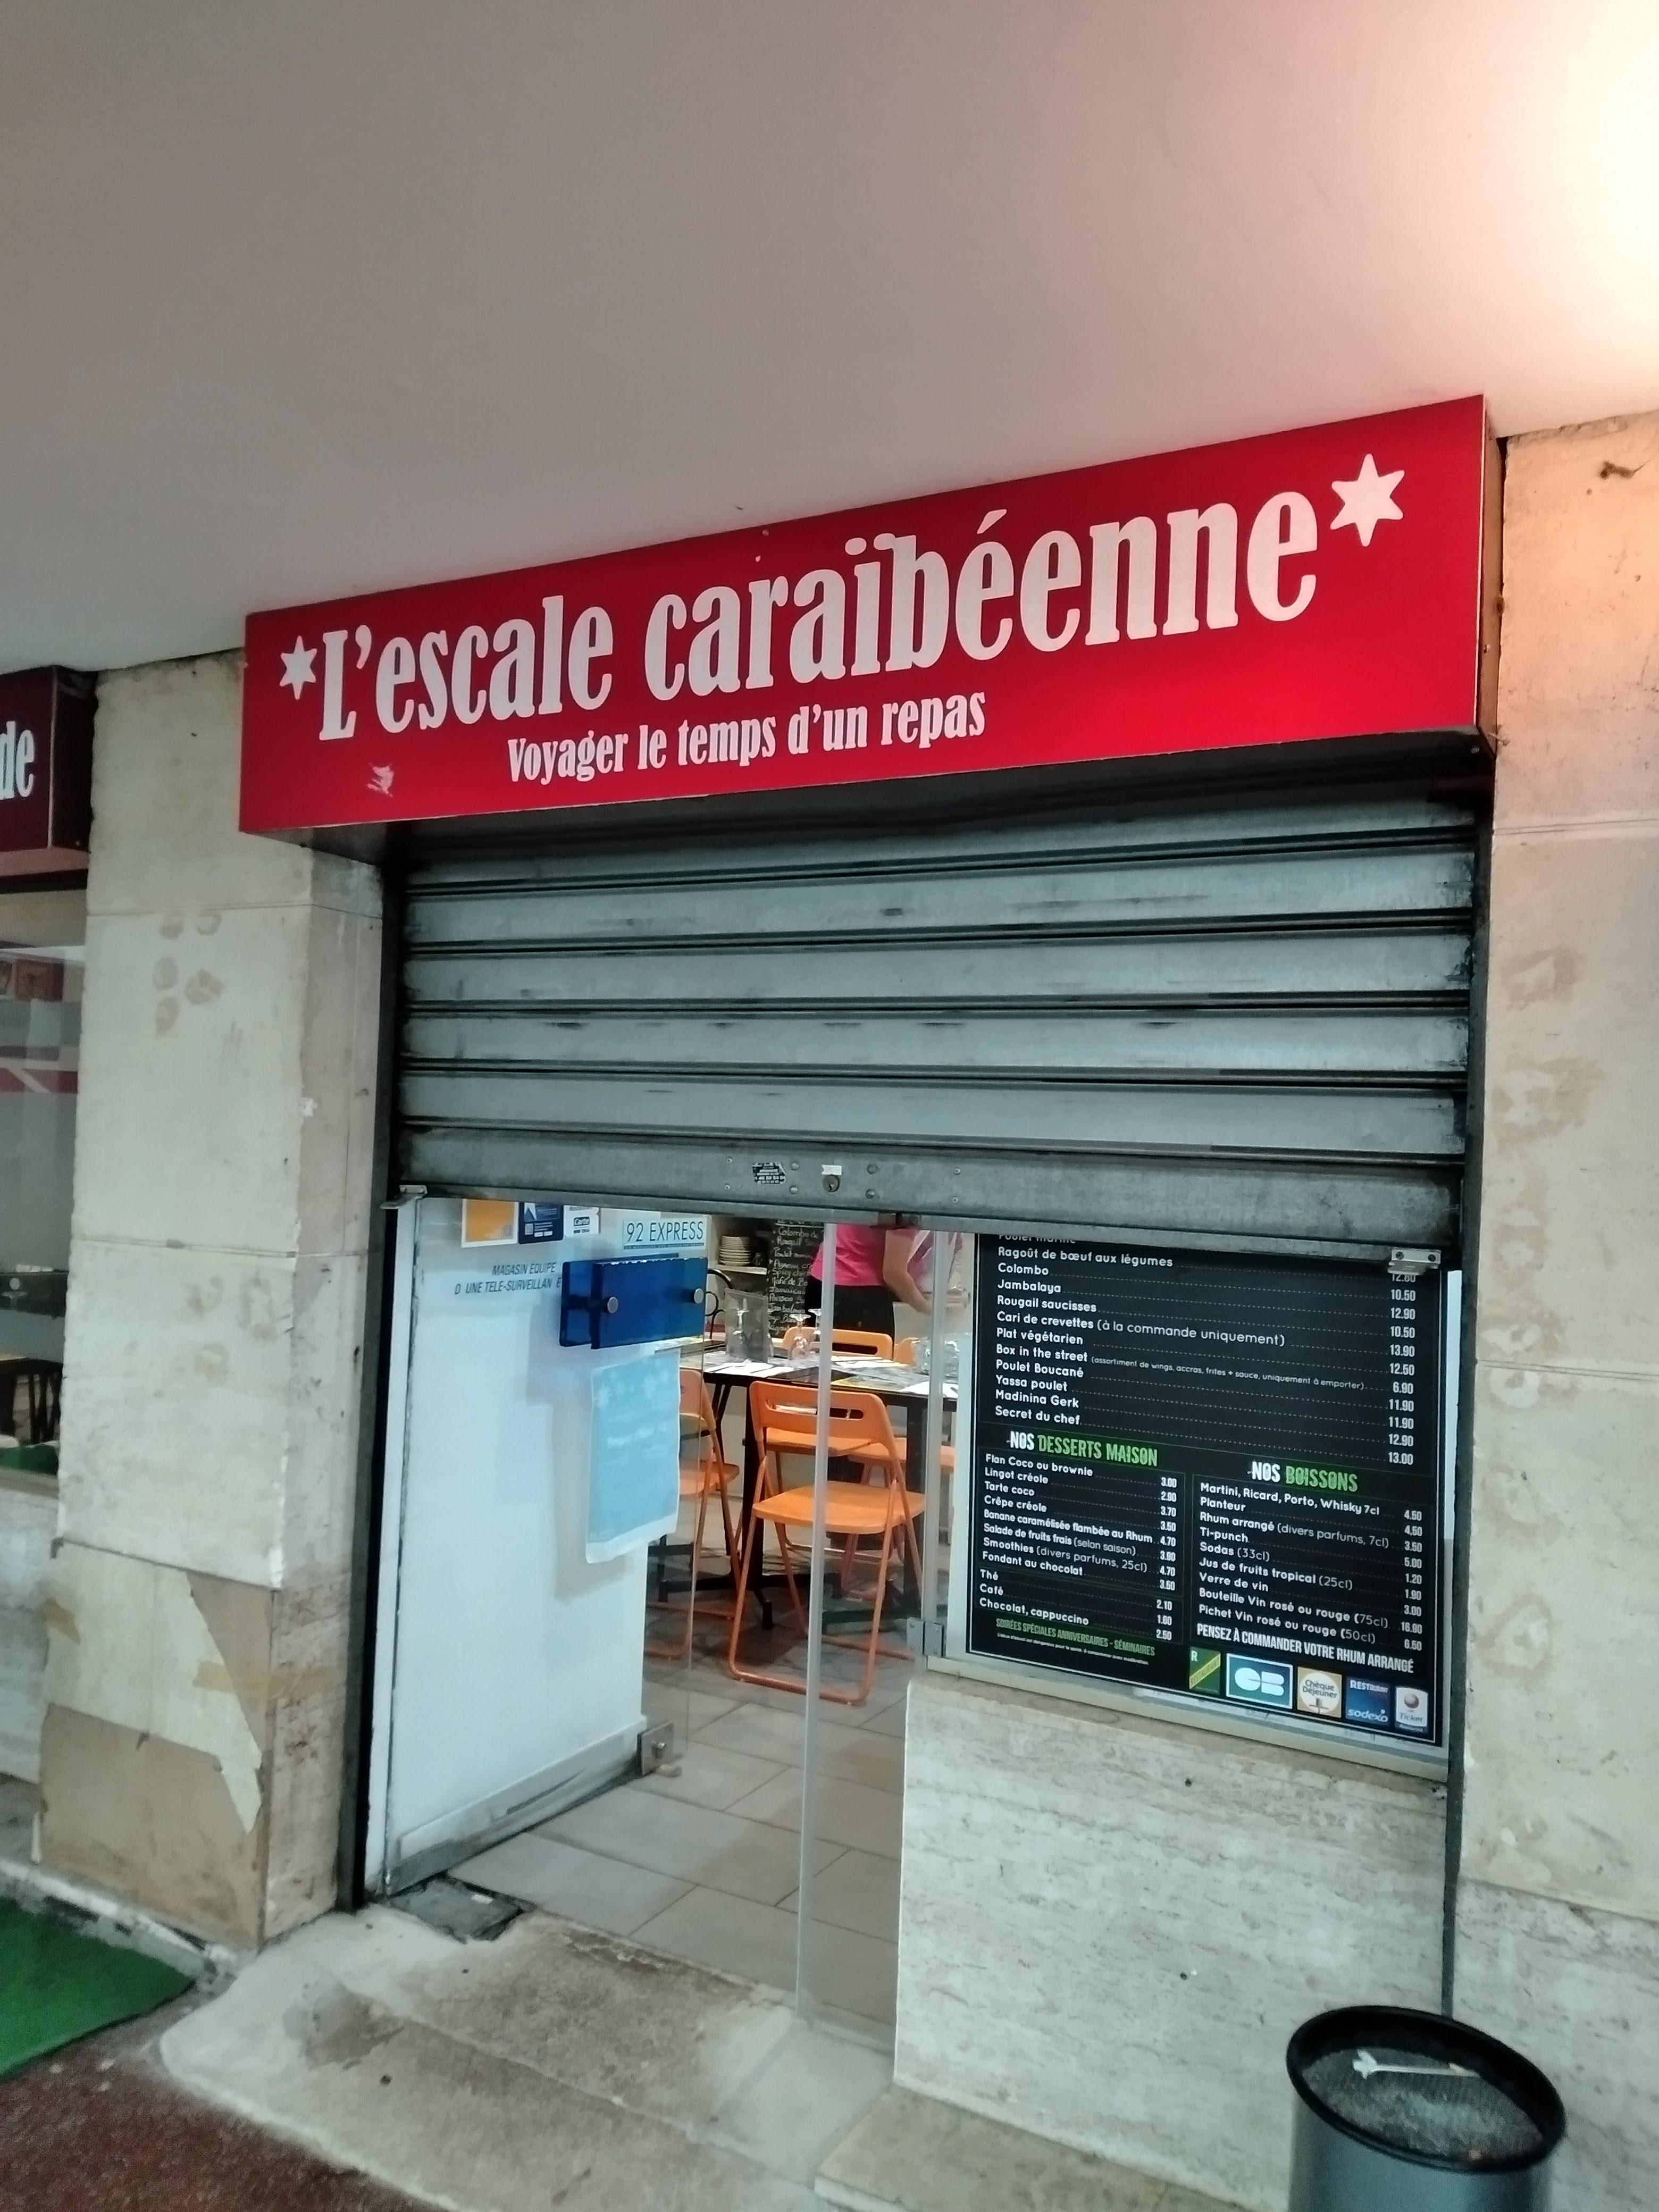 *L'escale caraïbéenne*
Voyager le temps d'un repas
de
92 EXPRESS
MAGASIN EQUIPE
D UNE TELE-SURVEILLAN E
Poulet mariné
Ragoût de bœuf aux légumes 12.80
Colombo 10.50
Jambalaya 12.90
Rougail saucisses 10.50
Cari de crevettes (à la commande uniquement) 13.90
Plat végétarien 12.50
Box in the street (assortiment de wings, accras, frites + sauce, uniquement à emporter) 6.90
Poulet Boucané 11.90
Yassa poulet 11.90
Madinina Gerk 12.90
Secret du chef 13.00
NOS DESSERTS MAISON
Flan Coco ou brownie 3.00
Lingot créole 2.90
Tarte coco 3.70
Crêpe créole 3.50
Banane caramélisée flambée au Rhum 4.70
Salade de fruits frais (selon saison) 3.90
Smoothies (divers parfums, 25cl) 4.70
Fondant au chocolat 3.50
Thé 2.10
Café 1.60
Chocolat, cappuccino 2.50
SOIRÉES SPÉCIALES ANNIVERSAIRES - SÉMINAIRES
NOS BOISSONS
Martini, Ricard, Porto, Whisky 7cl 4.50
Planteur 4.50
Rhum arrangé (divers parfums, 7cl) 3.50
Ti-punch 5.00
Sodas (33cl) 1.20
Jus de fruits tropical (25cl) 1.90
Verre de vin 3.00
Bouteille Vin rosé ou rouge (75cl) 16.90
Pichet Vin rosé ou rouge (50cl) 6.50
PENSEZ À COMMANDER VOTRE RHUM ARRANGÉ
CB
Chèque Déjeuner
RESTAURANT
sodexo
Ticket